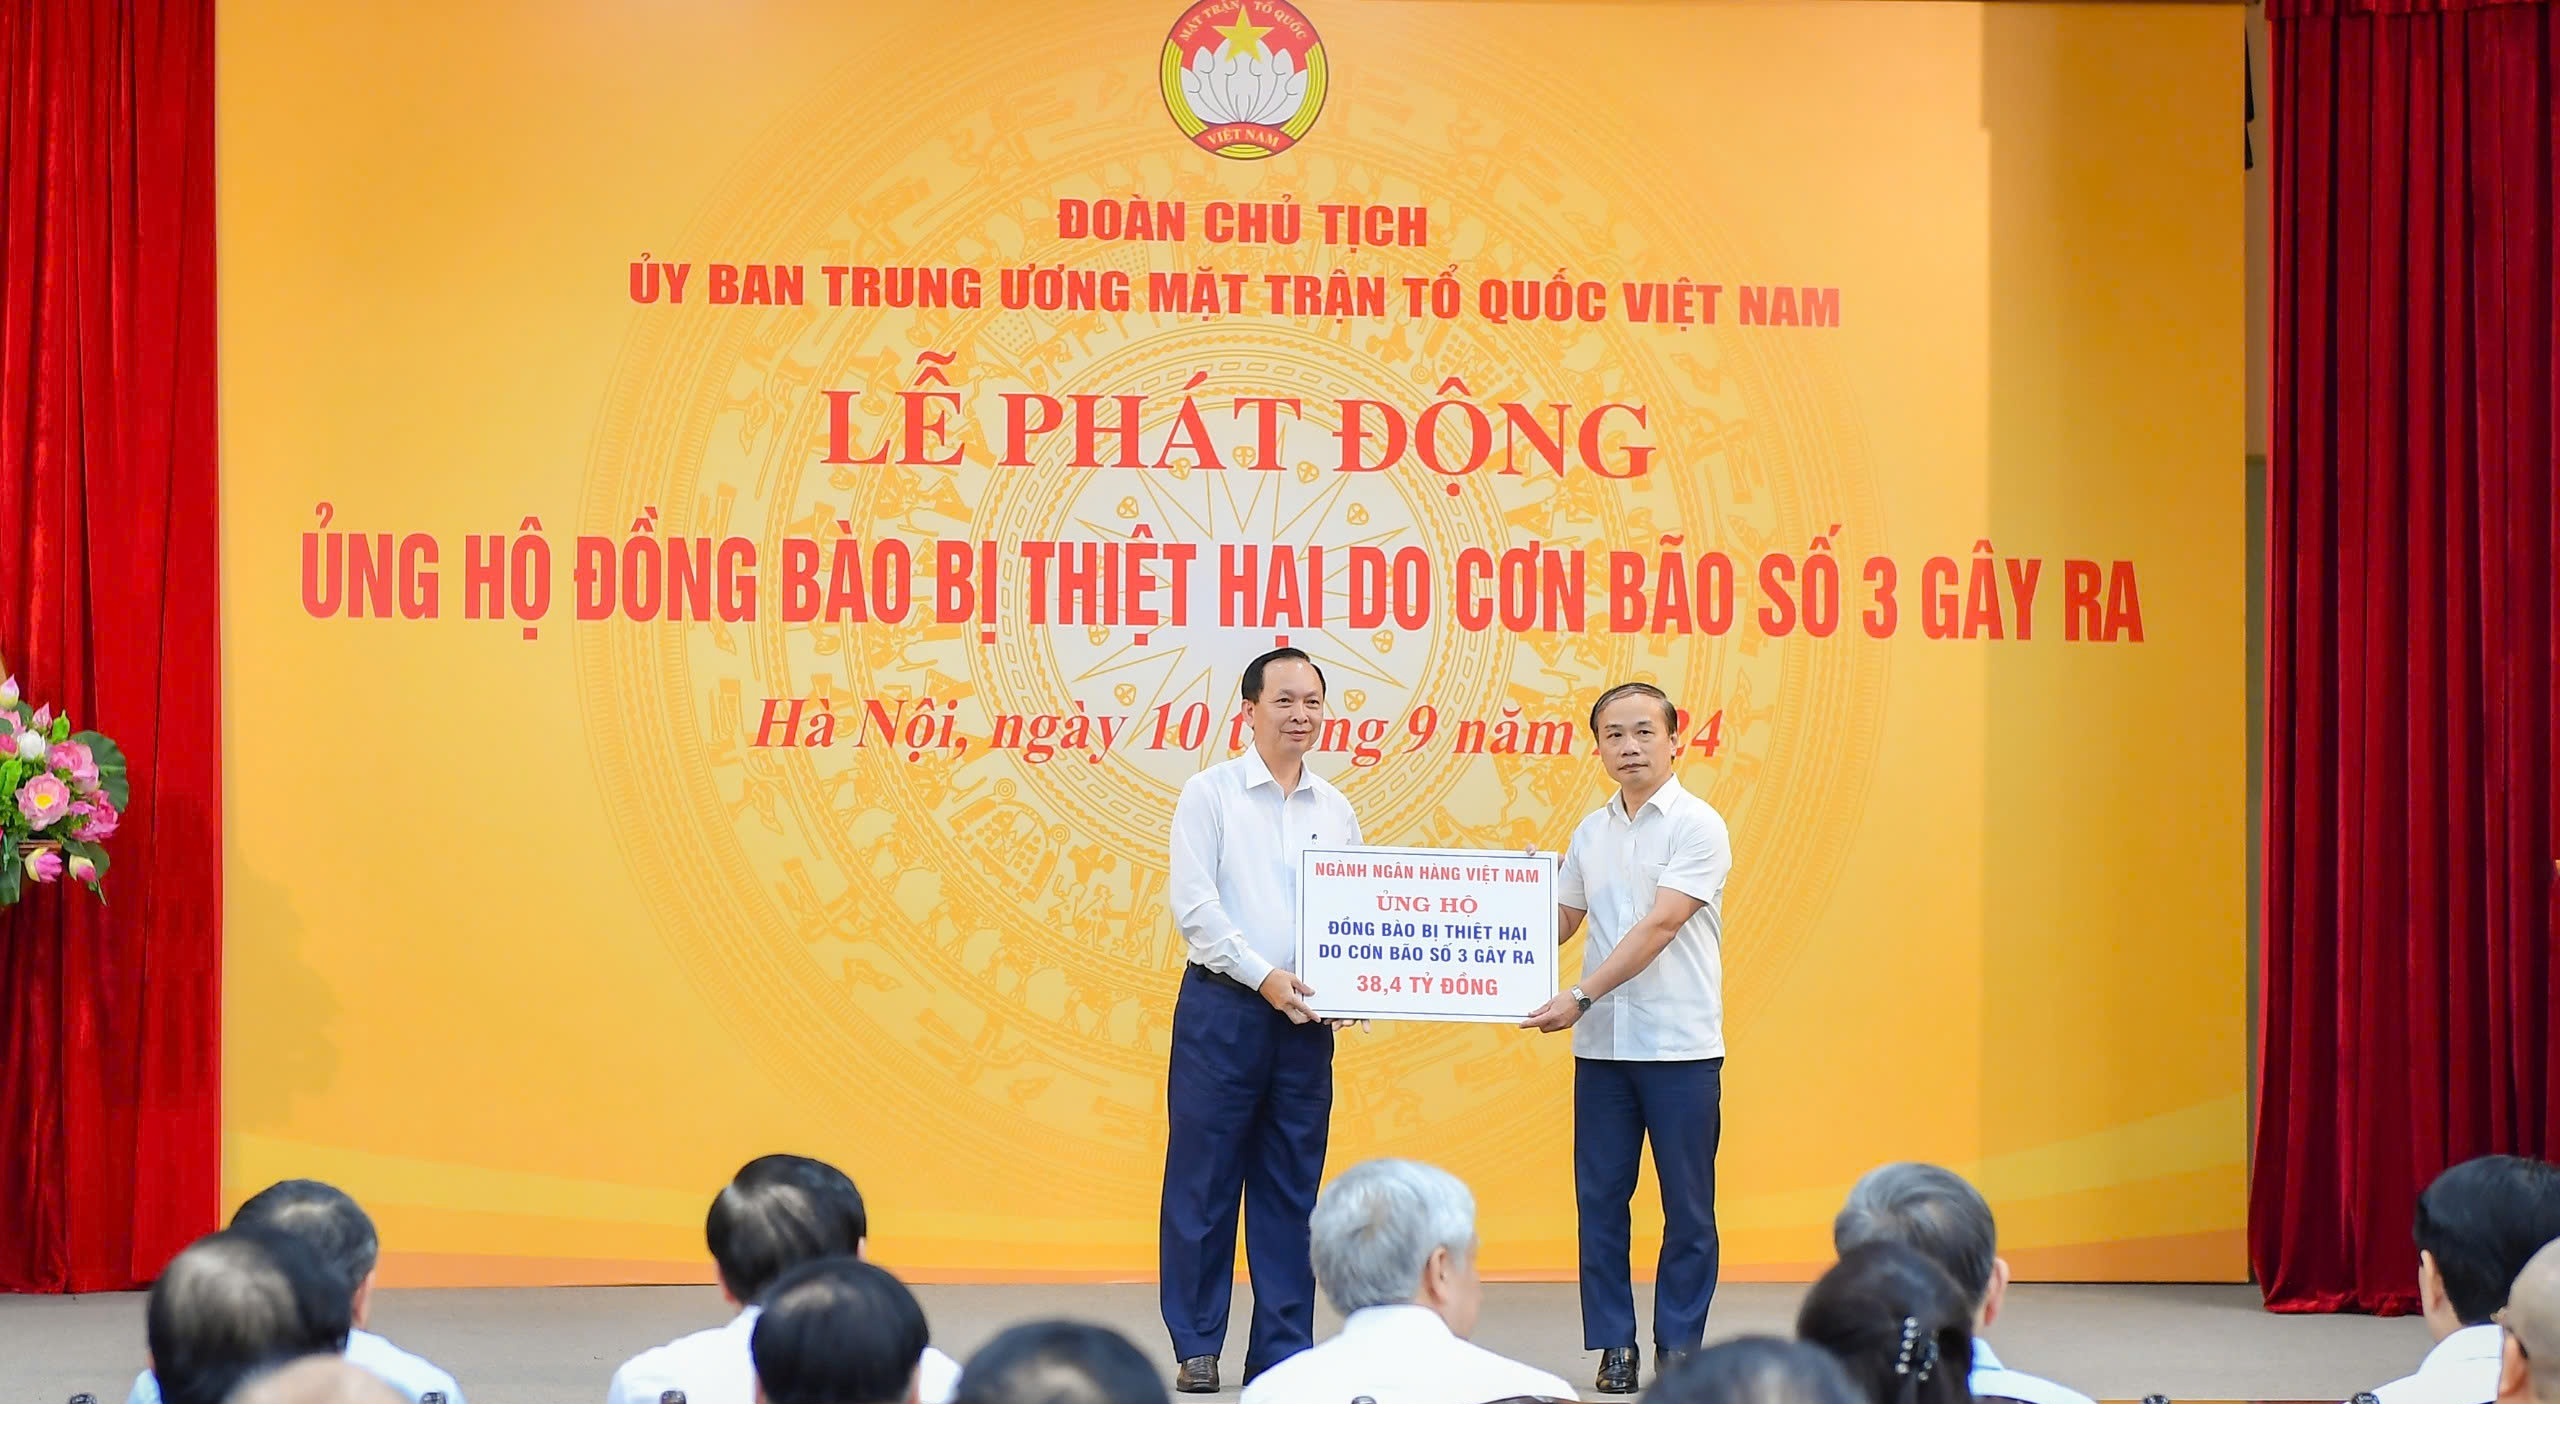 MẶT TRẬN TỔ QUỐC
VIỆT NAM
ĐOÀN CHỦ TỊCH
ỦY BAN TRUNG ƯƠNG MẶT TRẬN TỔ QUỐC VIỆT NAM
LỄ PHÁT ĐỘNG
ỦNG HỘ ĐỒNG BÀO BỊ THIỆT HẠI DO CƠN BÃO SỐ 3 GÂY RA
Hà Nội, ngày 10 tháng 9 năm 2024
NGÀNH NGÂN HÀNG VIỆT NAM
ỦNG HỘ
ĐỒNG BÀO BỊ THIỆT HẠI
DO CƠN BÃO SỐ 3 GÂY RA
38,4 TỶ ĐỒNG